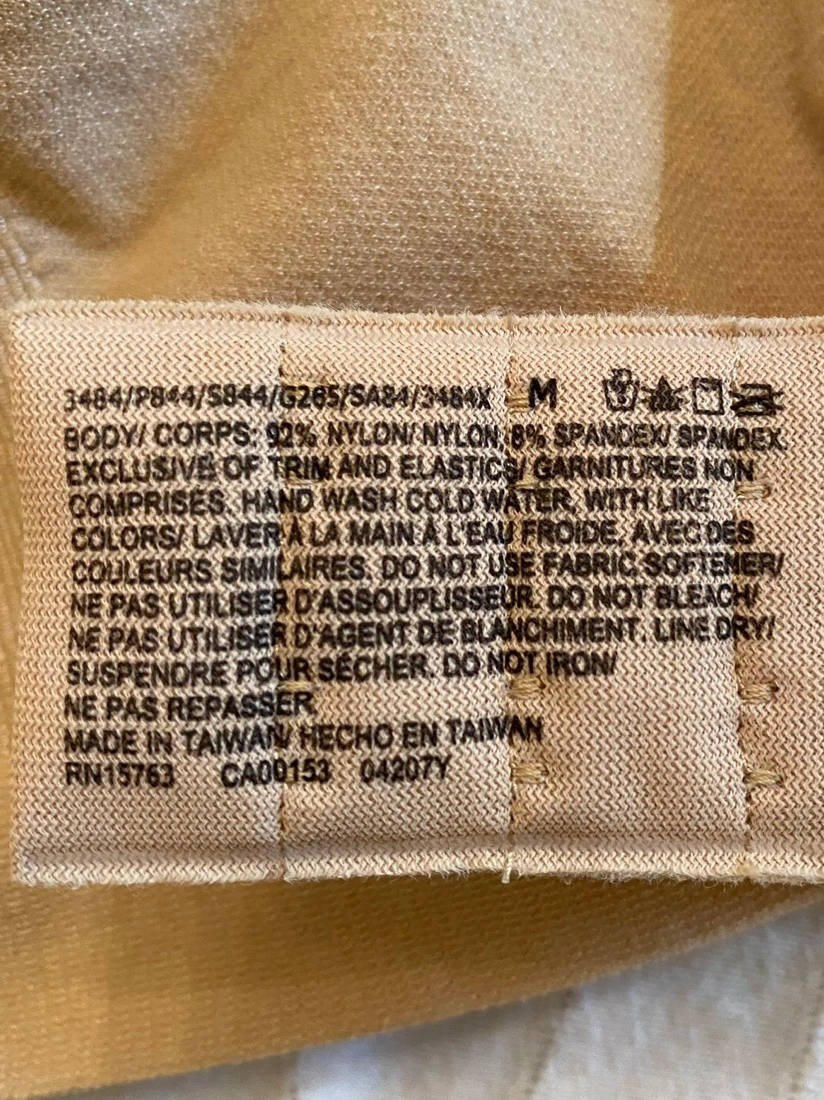 3484/P844/S844/G265/SA84/3484X M
BODY/ CORPS: 92% NYLON/ NYLON, 8% SPANDEX/ SPANDEX.
EXCLUSIVE OF TRIM AND ELASTICS/ GARNITURES NON
COMPRISES. HAND WASH COLD WATER, WITH LIKE
COLORS/ LAVER À LA MAIN À L'EAU FROIDE, AVEC DES
COULEURS SIMILAIRES. DO NOT USE FABRIC SOFTENER/
NE PAS UTILISER D'ASSOUPLISSEUR. DO NOT BLEACH/
NE PAS UTILISER D'AGENT DE BLANCHIMENT. LINE DRY/
SUSPENDRE POUR SÉCHER. DO NOT IRON/
NE PAS REPASSER
MADE IN TAIWAN/ HECHO EN TAIWAN
RN15763 CA00153 04207Y